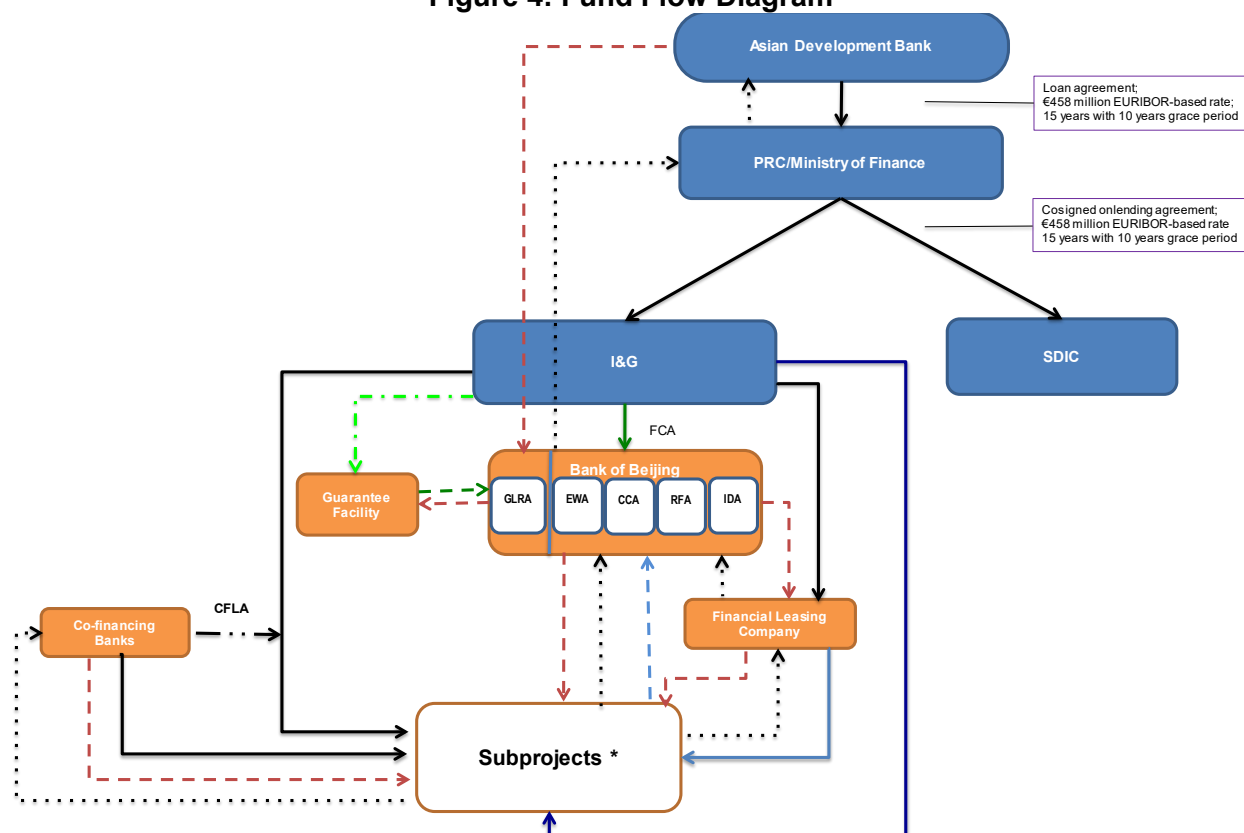 Figure 4: Fund Flow Diagram
Asian Development Bank
Loan agreement;
€458 million EURIBOR-based rate;
15 years with 10 years grace period
PRC/Ministry of Finance
Cosigned onlending agreement;
€458 million EURIBOR-based rate
15 years with 10 years grace period
I&G
SDIC
FCA
Bank of Beijing
Guarantee
Facility
GLRA
EWA
CCA
RFA
IDA
CFLA
Co-financing
Banks
Financial Leasing
Company
Subprojects *